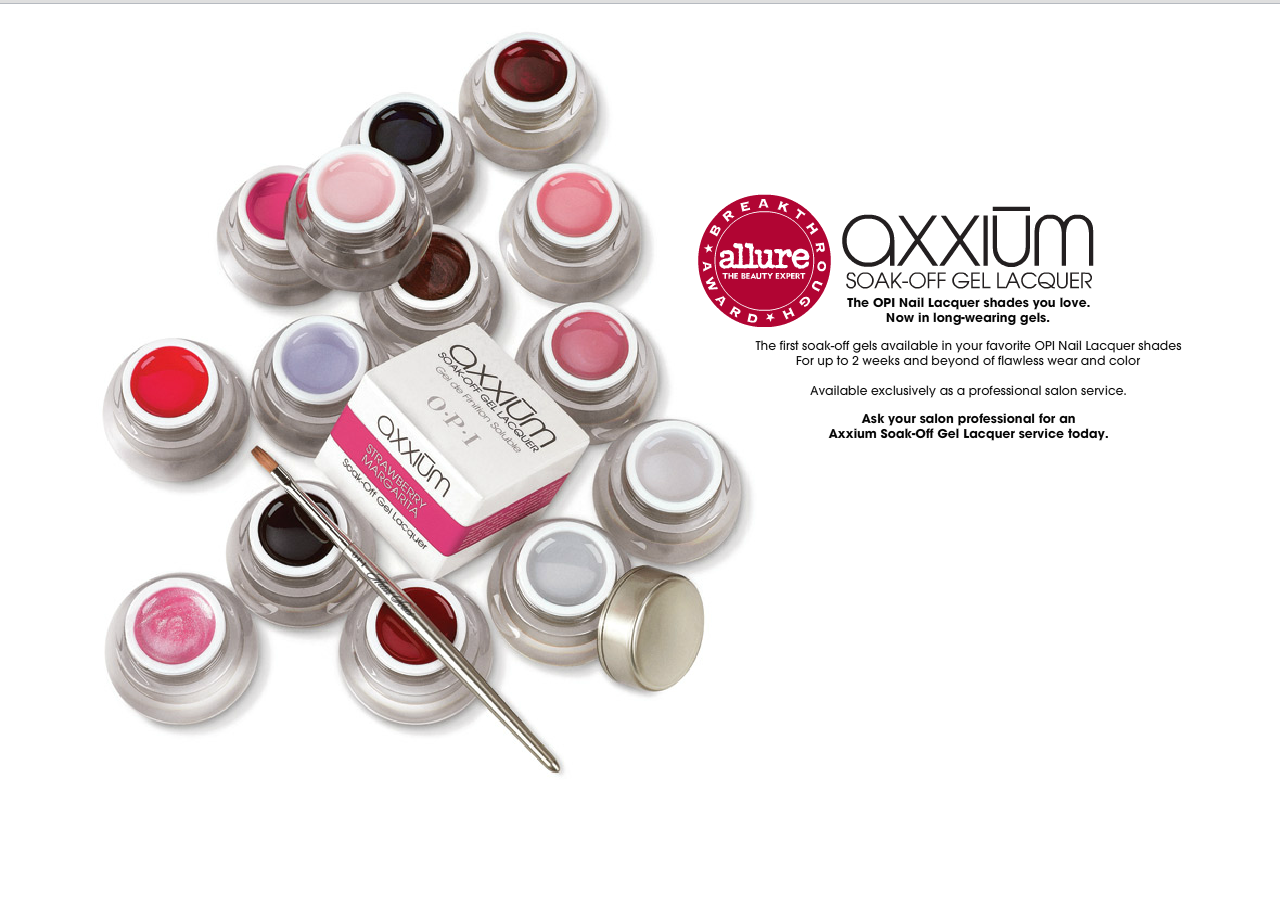 BREAKTHROUGH
allure
THE BEAUTY EXPERT
AWARD
axxiūm
SOAK-OFF GEL LACQUER
The OPI Nail Lacquer shades you love.
Now in long-wearing gels.
The first soak-off gels available in your favorite OPI Nail Lacquer shades
For up to 2 weeks and beyond of flawless wear and color
Available exclusively as a professional salon service.
Ask your salon professional for an
Axxium Soak-Off Gel Lacquer service today.
axxiūm
SOAK-OFF GEL LACQUER
Gel de Finition Soluble
O·P·I
axxiūm
STRAWBERRY
MARGARITA
Soak-Off Gel Lacquer